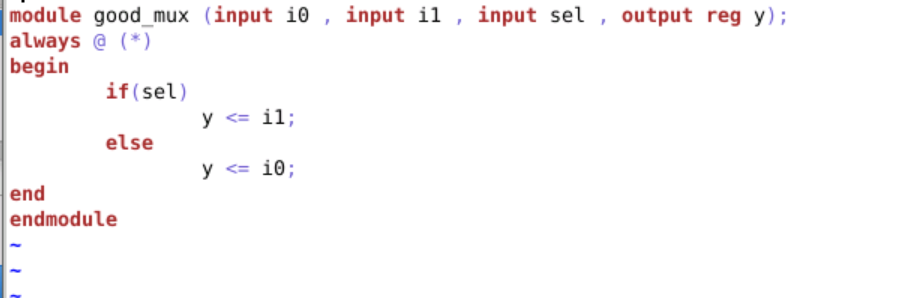 module good_mux (input i0 , input i1 , input sel , output reg y);
always @ (*)
begin
        if(sel)
                y <= i1;
        else
                y <= i0;
end
endmodule
~
~
~